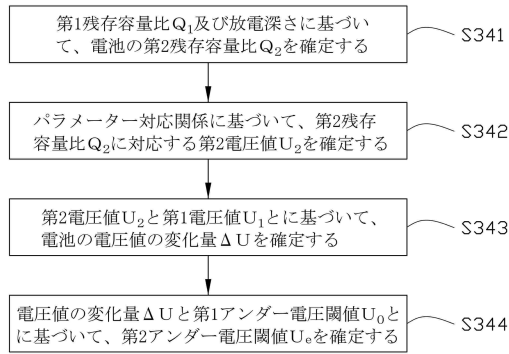 第1残存容量比Q₁及び放電深さに基づい
て、電池の第2残存容量比Q₂を確定する
S341
パラメーター対応関係に基づいて、第2残存
容量比Q₂に対応する第2電圧値U₂を確定する
S342
第2電圧値U₂と第1電圧値U₁とに基づいて、
電池の電圧値の変化量ΔUを確定する
S343
電圧値の変化量ΔUと第1アンダー電圧閾値U₀と
に基づいて、第2アンダー電圧閾値Uₑを確定する
S344